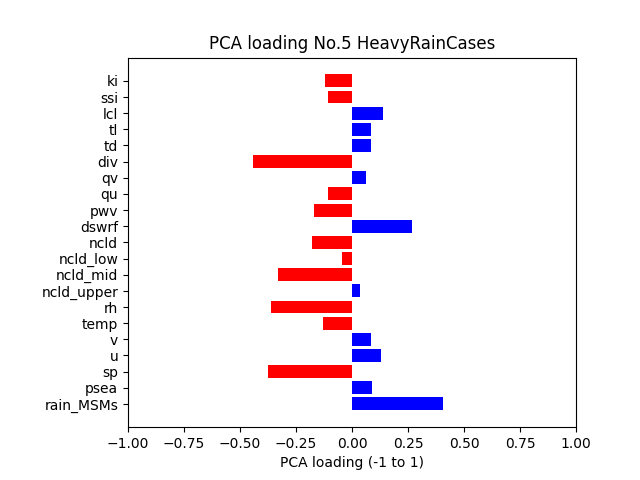 PCA loading No.5 HeavyRainCases
ki
ssi
lcl
tl
td
div
qv
qu
pwv
dswrf
ncld
ncld_low
ncld_mid
ncld_upper
rh
temp
v
u
sp
psea
rain_MSMs
−1.00 −0.75 −0.50 −0.25 0.00 0.25 0.50 0.75 1.00
PCA loading (-1 to 1)